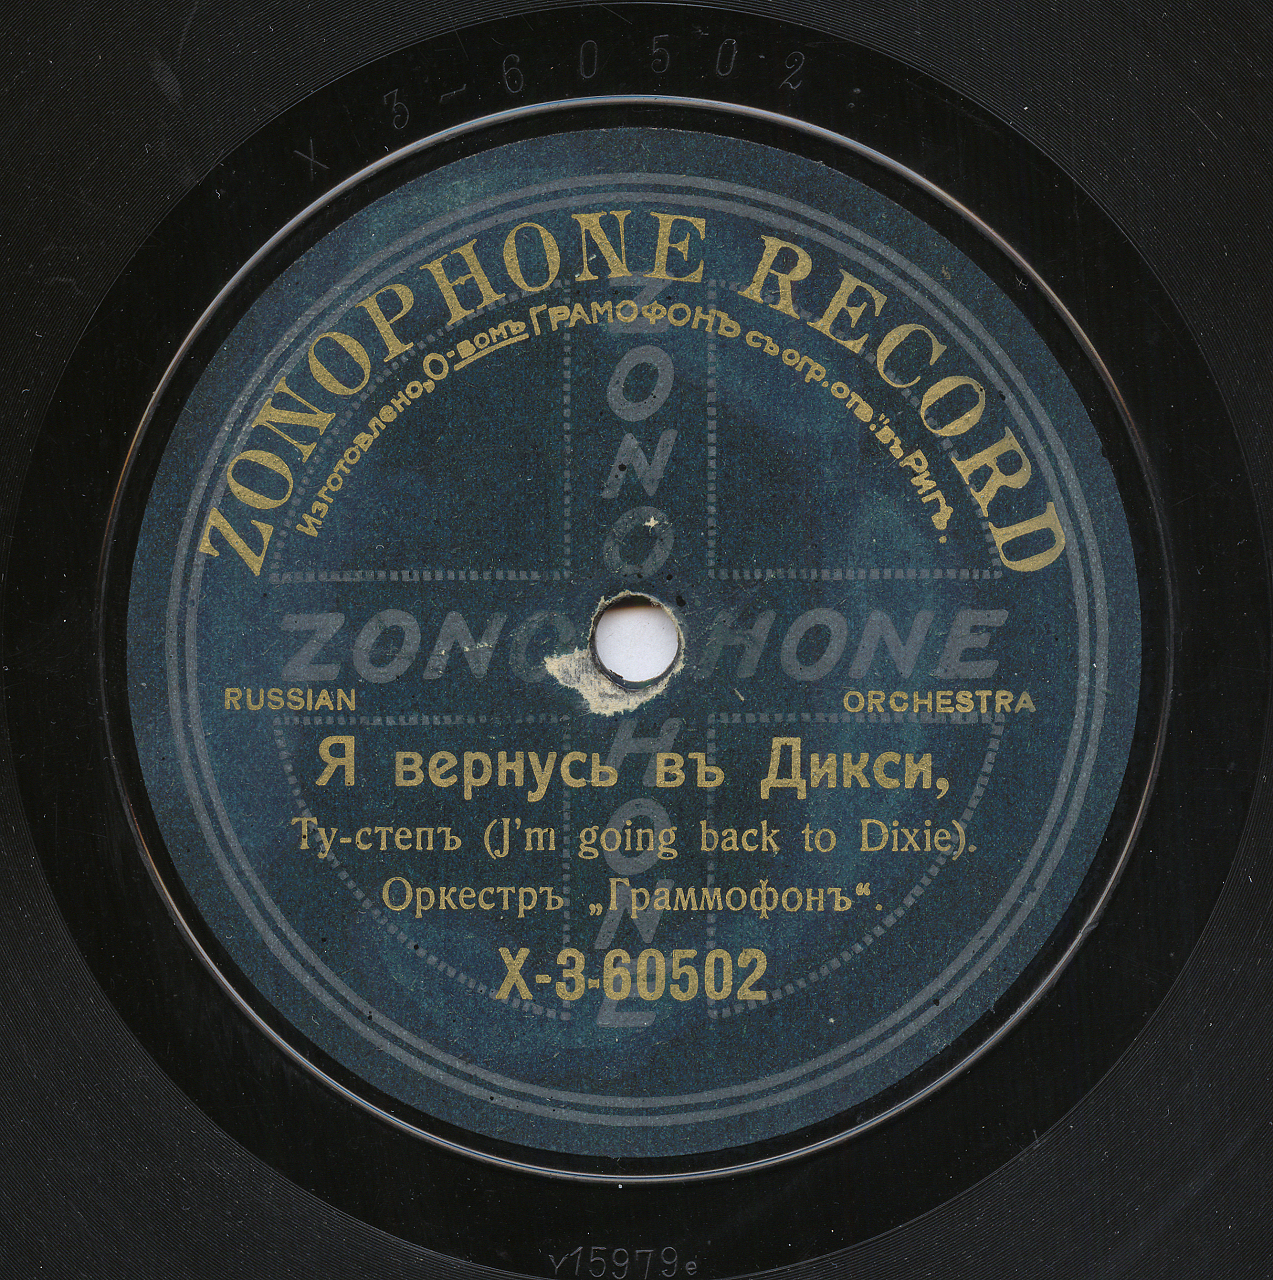 X 3-60502
ZONOPHONE RECORD
Изготовлено „О-вомъ ГРАМОФОНЪ съ огр. отв." въ Ригѣ.
ZONOPHONE
ZONOPHONE
RUSSIAN ORCHESTRA
Я вернусь въ Дикси,
Ту-степъ (J'm going back to Dixie).
Оркестръ „Граммофонъ“.
X-3-60502
15979e